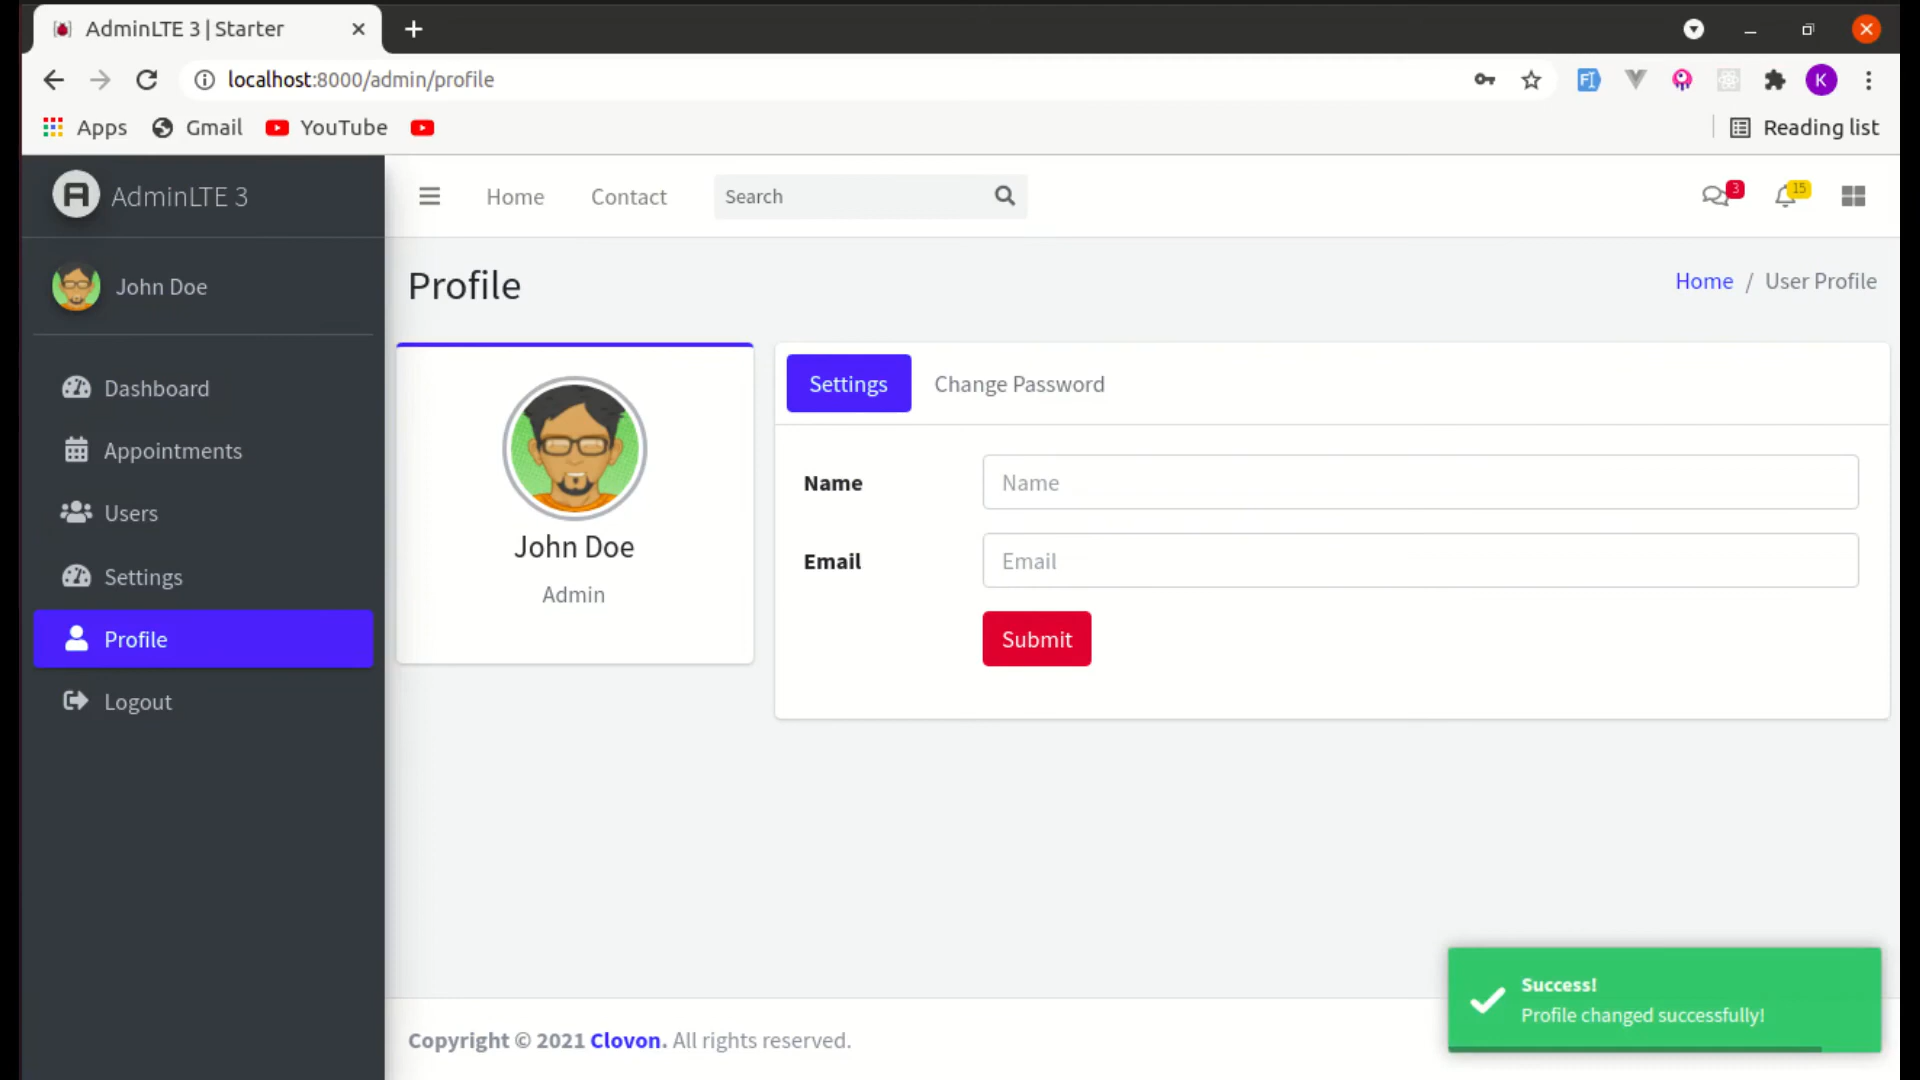 AdminLTE 3 | Starter
localhost:8000/admin/profile
K
Apps
Gmail
YouTube
Reading list
AdminLTE 3
Home
Contact
Search
3
15
John Doe
Profile
Home / User Profile
Dashboard
Appointments
Users
Settings
Profile
Logout
John Doe
Admin
Settings
Change Password
Name
Name
Email
Email
Submit
Success!
Profile changed successfully!
Copyright © 2021 Clovon. All rights reserved.